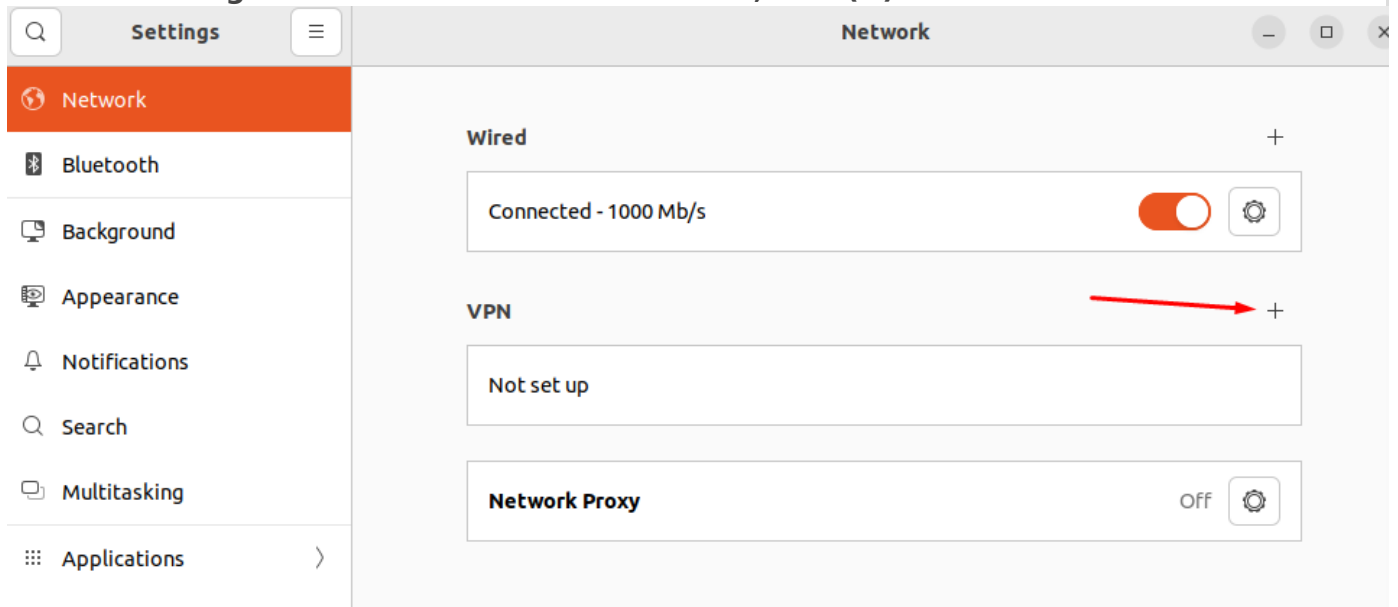 Settings
Network
Network
Bluetooth
Background
Appearance
Notifications
Search
Multitasking
Applications
Wired
Connected - 1000 Mb/s
VPN
Not set up
Network Proxy
Off